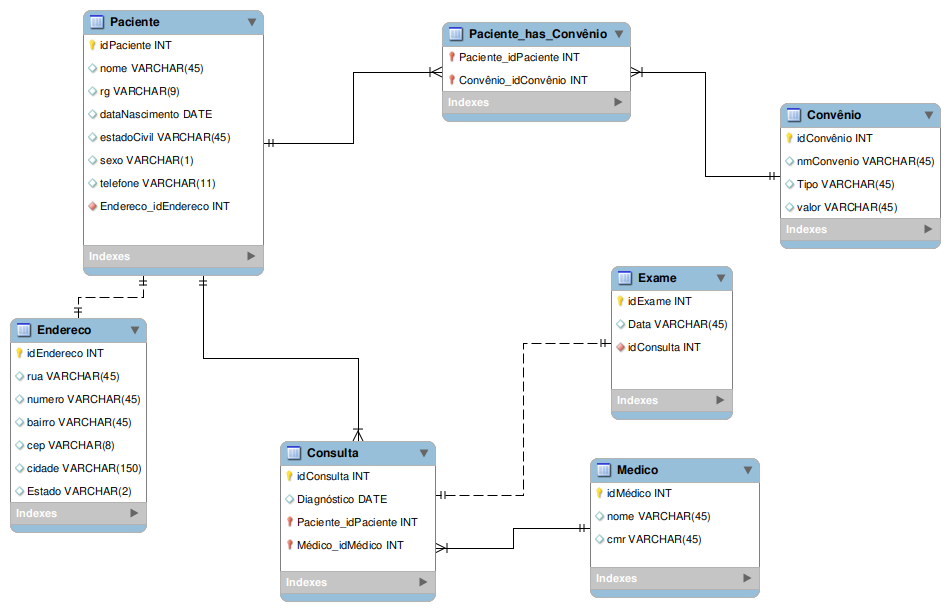 Paciente
idPaciente INT
nome VARCHAR(45)
rg VARCHAR(9)
dataNascimento DATE
estadoCivil VARCHAR(45)
sexo VARCHAR(1)
telefone VARCHAR(11)
Endereco_idEndereco INT
Indexes
Paciente_has_Convênio
Paciente_idPaciente INT
Convênio_idConvênio INT
Indexes
Convênio
idConvênio INT
nmConvenio VARCHAR(45)
Tipo VARCHAR(45)
valor VARCHAR(45)
Indexes
Endereco
idEndereco INT
rua VARCHAR(45)
numero VARCHAR(45)
bairro VARCHAR(45)
cep VARCHAR(8)
cidade VARCHAR(150)
Estado VARCHAR(2)
Indexes
Exame
idExame INT
Data VARCHAR(45)
idConsulta INT
Indexes
Consulta
idConsulta INT
Diagnóstico DATE
Paciente_idPaciente INT
Médico_idMédico INT
Indexes
Medico
idMédico INT
nome VARCHAR(45)
cmr VARCHAR(45)
Indexes